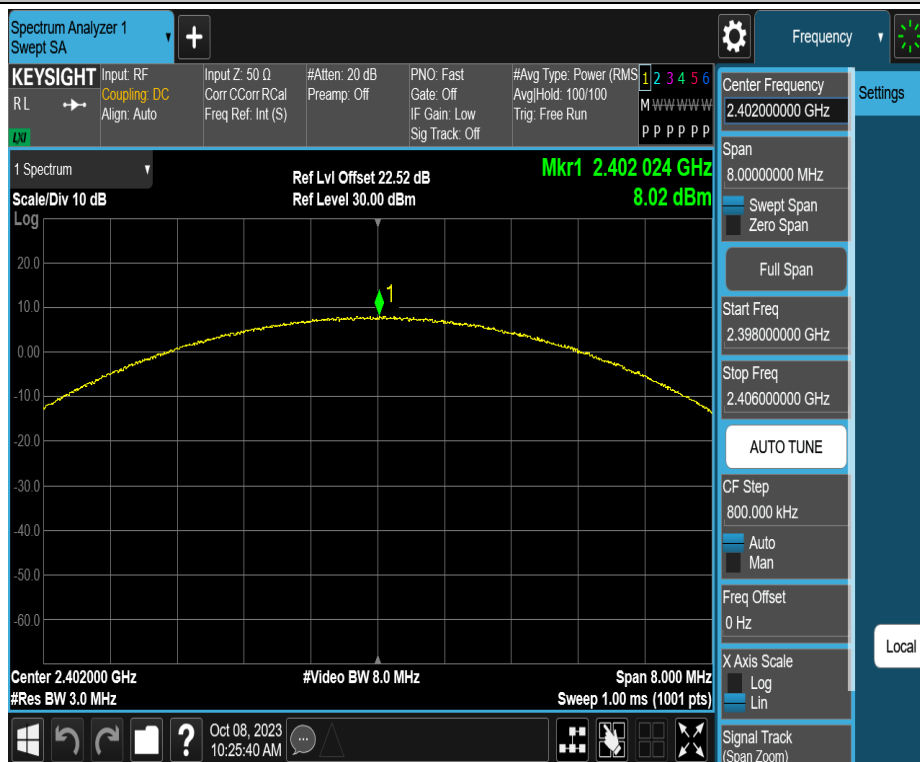 Spectrum Analyzer 1
Swept SA
+
Frequency
KEYSIGHT
RL
LXI
Input: RF
Coupling: DC
Align: Auto
Input Z: 50 Ω
Corr CCorr RCal
Freq Ref: Int (S)
#Atten: 20 dB
Preamp: Off
PNO: Fast
Gate: Off
IF Gain: Low
Sig Track: Off
#Avg Type: Power (RMS
Avg|Hold: 100/100
Trig: Free Run
1 2 3 4 5 6
M W W W W W
P P P P P P
1 Spectrum
Scale/Div 10 dB
Log
Ref Lvl Offset 22.52 dB
Ref Level 30.00 dBm
Mkr1 2.402 024 GHz
8.02 dBm
20.0
10.0
0.00
-10.0
-20.0
-30.0
-40.0
-50.0
-60.0
1
Center 2.402000 GHz
#Res BW 3.0 MHz
#Video BW 8.0 MHz
Span 8.000 MHz
Sweep 1.00 ms (1001 pts)
Center Frequency
2.402000000 GHz
Settings
Span
8.00000000 MHz
Swept Span
Zero Span
Full Span
Start Freq
2.398000000 GHz
Stop Freq
2.406000000 GHz
AUTO TUNE
CF Step
800.000 kHz
Auto
Man
Freq Offset
0 Hz
Local
X Axis Scale
Log
Lin
Signal Track
(Span Zoom)
?
Oct 08, 2023
10:25:40 AM